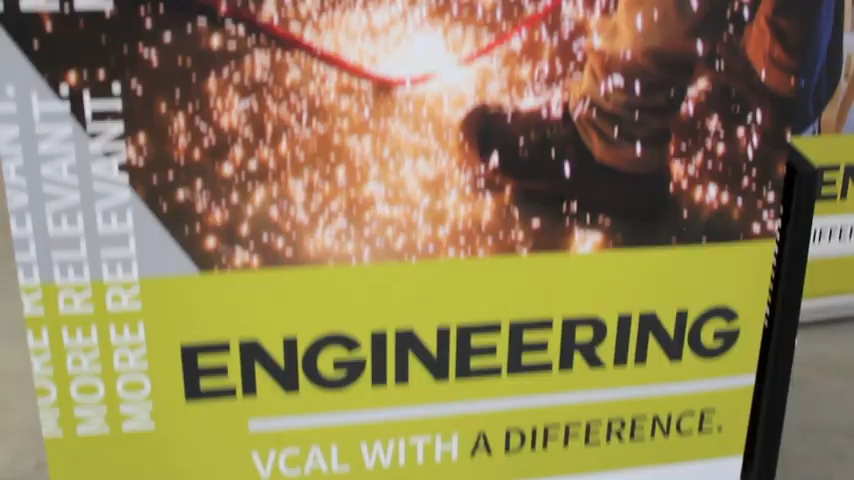 MORE RELEVANT.
MORE RELEVANT.
MORE RELEVANT.
ENGINEERING
VCAL WITH A DIFFERENCE.